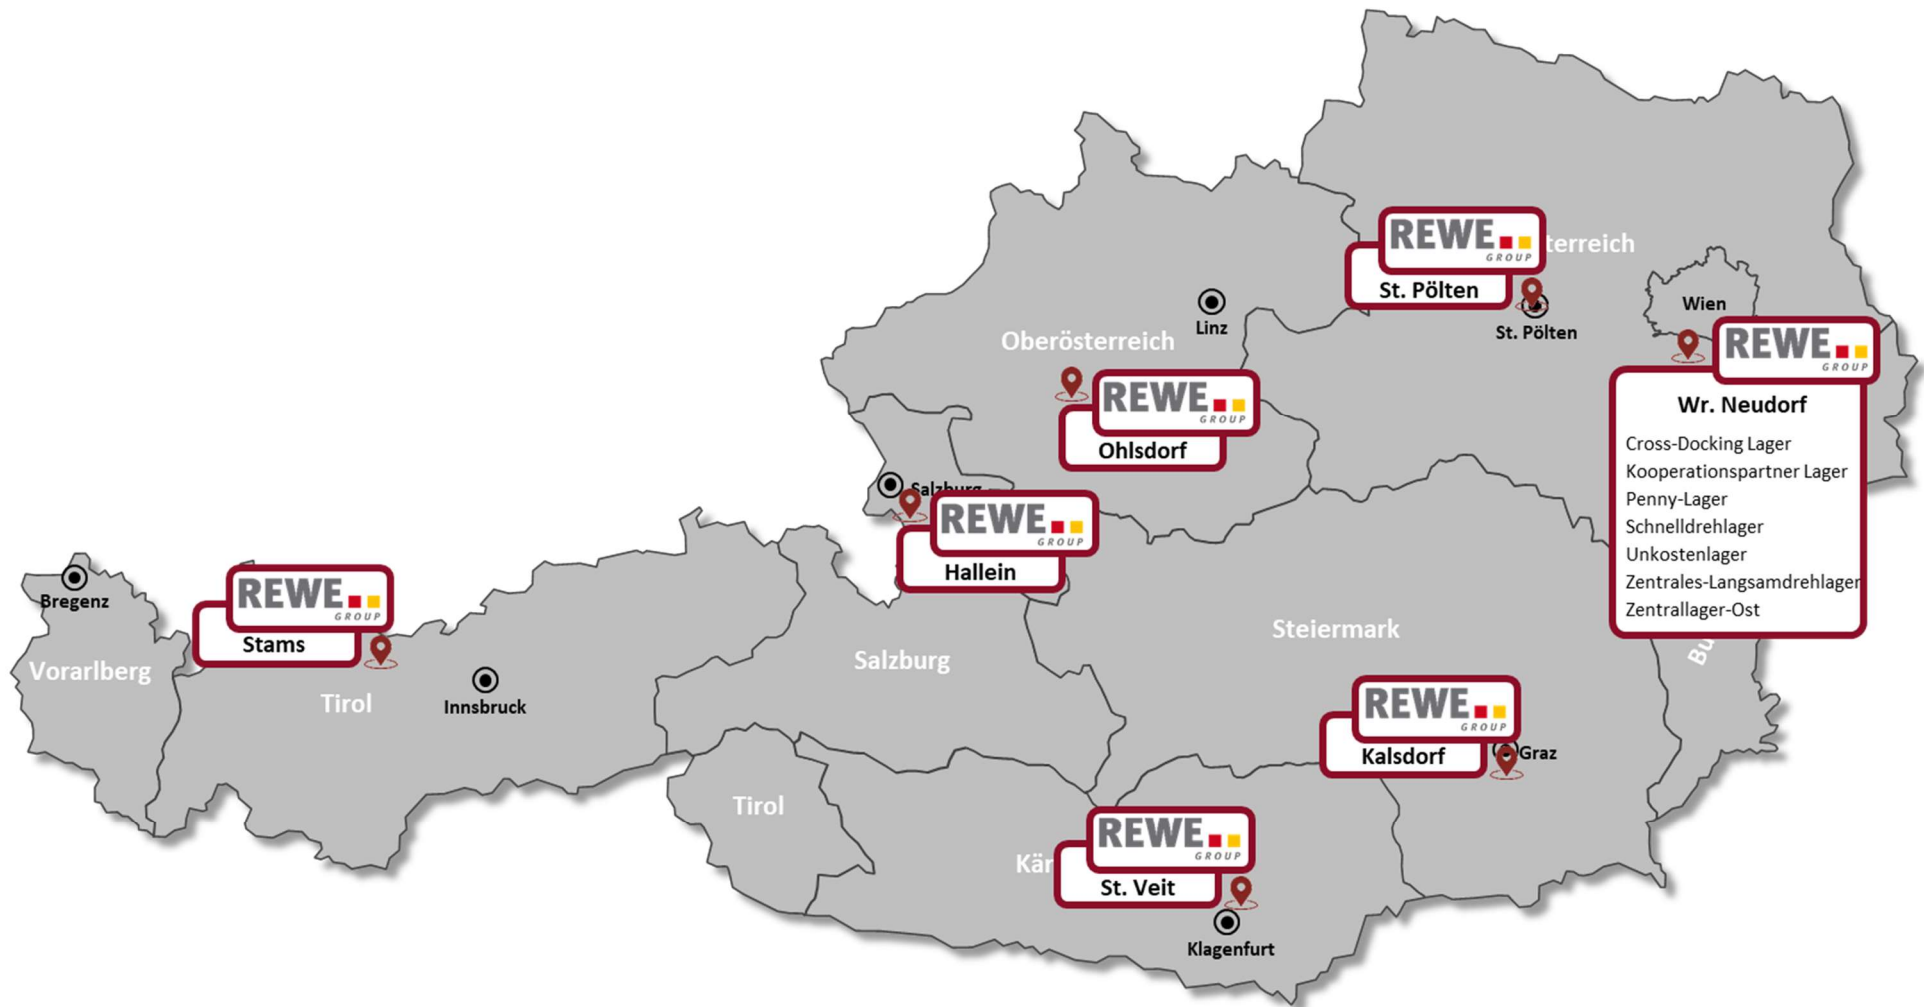 REWE
GROUP
St. Pölten
terreich
St. Pölten
Wien
REWE
GROUP
Wr. Neudorf
Cross-Docking Lager
Kooperationspartner Lager
Penny-Lager
Schnelldrehlager
Unkostenlager
Zentrales-Langsamdrehlager
Zentrallager-Ost
Linz
Oberösterreich
REWE
GROUP
Ohlsdorf
Salzburg
REWE
GROUP
Hallein
Bregenz
Vorarlberg
REWE
GROUP
Stams
Tirol
Innsbruck
Salzburg
Steiermark
Bu
REWE
GROUP
Kalsdorf
Graz
Tirol
Kär
REWE
GROUP
St. Veit
Klagenfurt